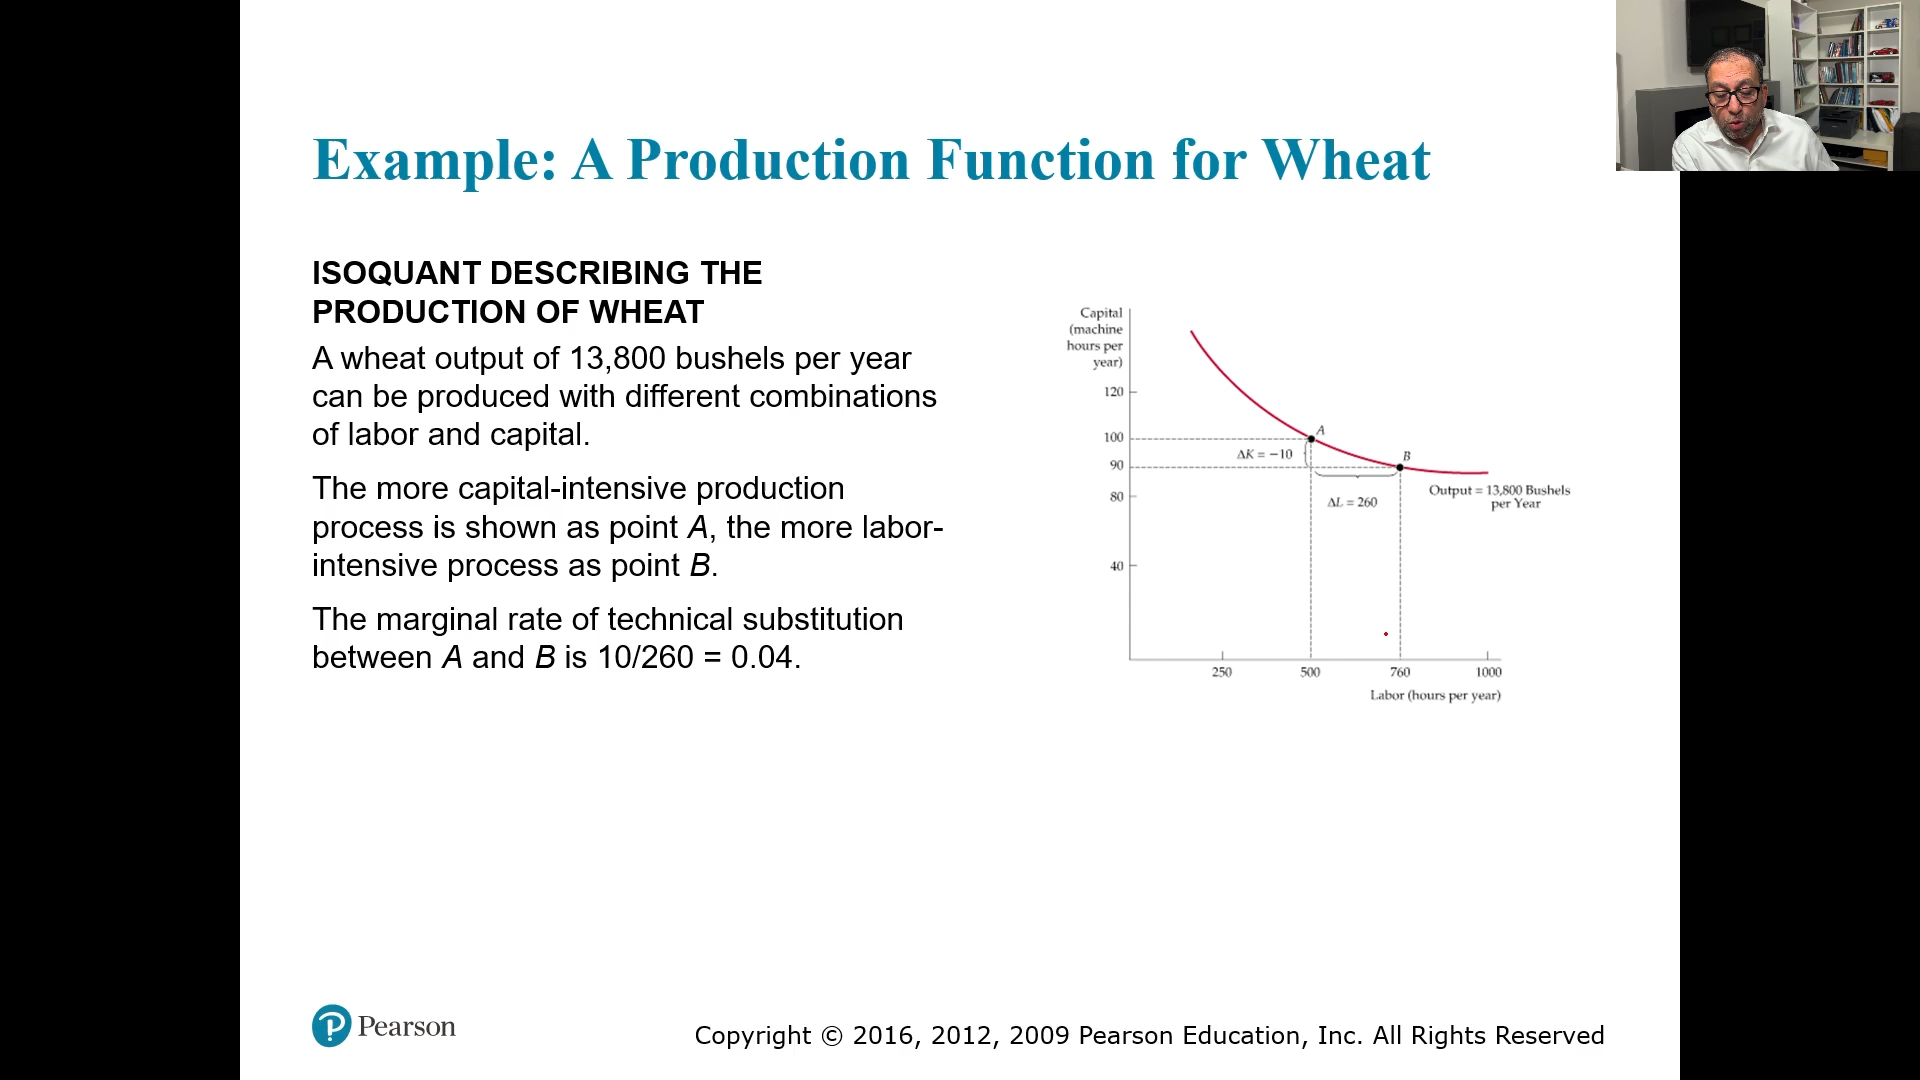 Example: A Production Function for Wheat
ISOQUANT DESCRIBING THE
PRODUCTION OF WHEAT
A wheat output of 13,800 bushels per year
can be produced with different combinations
of labor and capital.
The more capital-intensive production
process is shown as point A, the more labor-
intensive process as point B.
The marginal rate of technical substitution
between A and B is 10/260 = 0.04.
Capital
(machine
hours per
year)
120
100
90
80
40
A
B
ΔK = −10
ΔL = 260
Output = 13,800 Bushels
per Year
250 500 760 1000
Labor (hours per year)
Pearson
Copyright © 2016, 2012, 2009 Pearson Education, Inc. All Rights Reserved